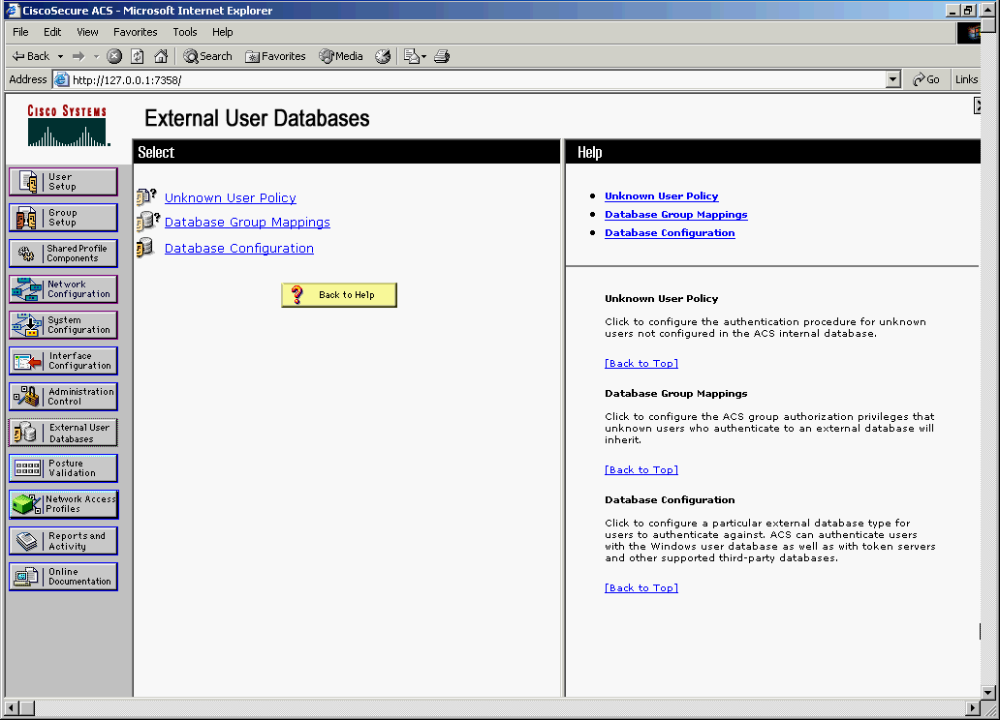 CiscoSecure ACS - Microsoft Internet Explorer
File Edit View Favorites Tools Help
Back Search Favorites Media
Address http://127.0.0.1:7358/ Go Links
CISCO SYSTEMS
External User Databases
User
Setup
Group
Setup
Shared Profile
Components
Network
Configuration
System
Configuration
Interface
Configuration
Administration
Control
External User
Databases
Posture
Validation
Network Access
Profiles
Reports and
Activity
Online
Documentation
Select
Unknown User Policy
Database Group Mappings
Database Configuration
Back to Help
Help
Unknown User Policy
Database Group Mappings
Database Configuration
Unknown User Policy
Click to configure the authentication procedure for unknown
users not configured in the ACS internal database.
[Back to Top]
Database Group Mappings
Click to configure the ACS group authorization privileges that
unknown users who authenticate to an external database will
inherit.
[Back to Top]
Database Configuration
Click to configure a particular external database type for
users to authenticate against. ACS can authenticate users
with the Windows user database as well as with token servers
and other supported third-party databases.
[Back to Top]